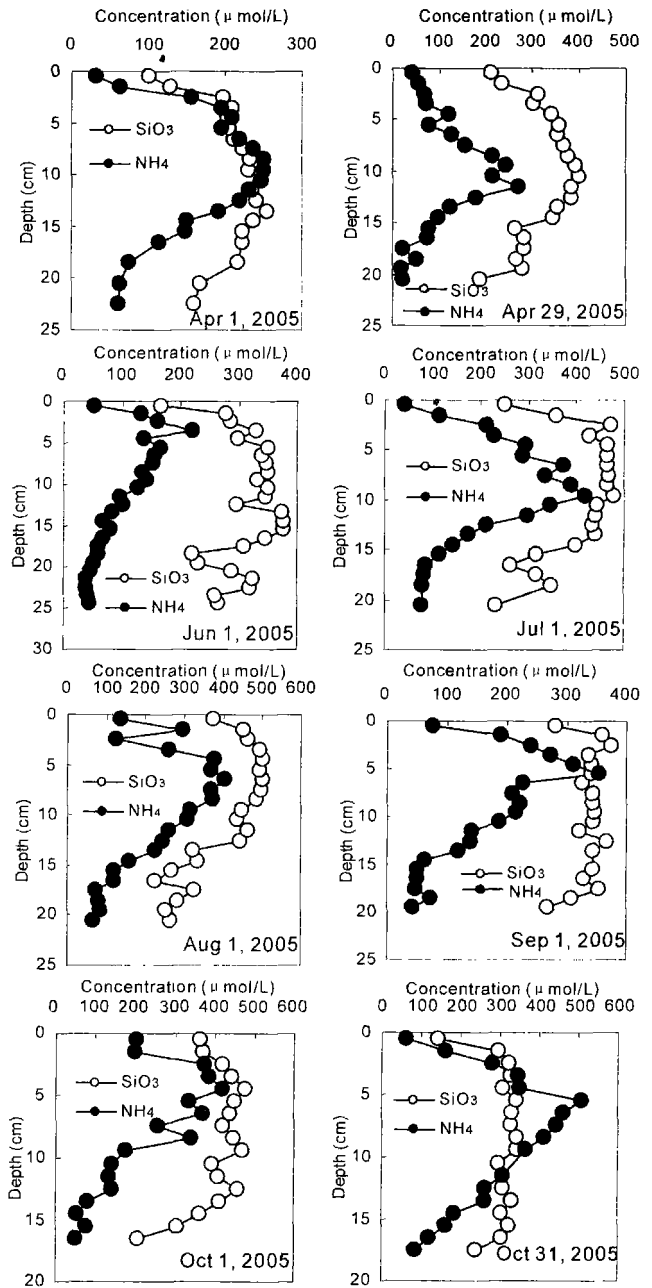 Concentration ( μ mol/L)
0 100 200 300
0
5
10
15
20
25
Depth (cm)
SiO3
NH4
Apr 1, 2005
Concentration ( μ mol/L)
0 100 200 300 400 500
0
5
10
15
20
25
Depth (cm)
SiO3
NH4
Apr 29, 2005
Concentration ( μ mol/L)
0 100 200 300 400
0
5
10
15
20
25
30
Depth (cm)
SiO3
NH4
Jun 1, 2005
Concentration ( μ mol/L)
0 100 200 300 400 500
0
5
10
15
20
25
Depth (cm)
SiO3
NH4
Jul 1, 2005
Concentration ( μ mol/L)
0 100 200 300 400 500 600
0
5
10
15
20
25
Depth (cm)
SiO3
NH4
Aug 1, 2005
Concentration ( μ mol/L)
0 100 200 300 400
0
5
10
15
20
25
Depth (cm)
SiO3
NH4
Sep 1, 2005
Concentration ( μ mol/L)
0 100 200 300 400 500 600
0
5
10
15
20
Depth (cm)
SiO3
NH4
Oct 1, 2005
Concentration ( μ mol/L)
0 100 200 300 400 500 600
0
5
10
15
20
Depth (cm)
SiO3
NH4
Oct 31, 2005